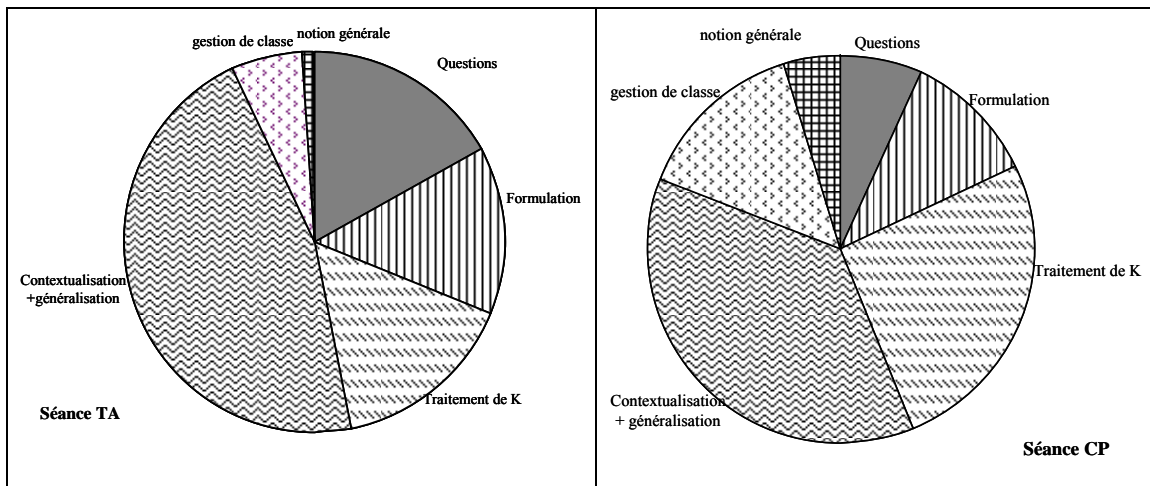 notion générale
gestion de classe
Questions
Formulation
Contextualisation
+généralisation
Traitement de K
Séance TA
notion générale
Questions
gestion de classe
Formulation
Traitement de K
Contextualisation
+ généralisation
Séance CP